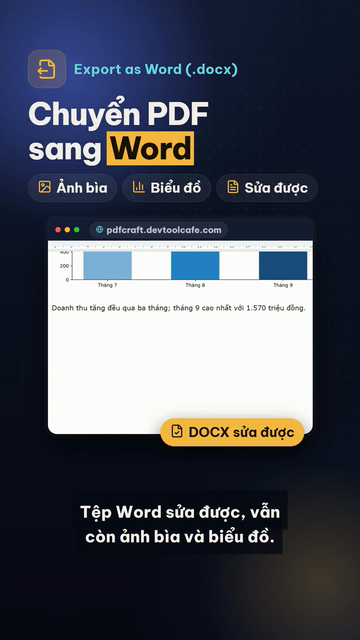 Export as Word (.docx)
Chuyển PDF
sang Word
Ảnh bìa
Biểu đồ
Sửa được
pdfcraft.devtoolcafe.com
400
200
0
Tháng 7
Tháng 8
Tháng 9
Doanh thu tăng đều qua ba tháng; tháng 9 cao nhất với 1.570 triệu đồng.
DOCX sửa được
Tệp Word sửa được, vẫn
còn ảnh bìa và biểu đồ.